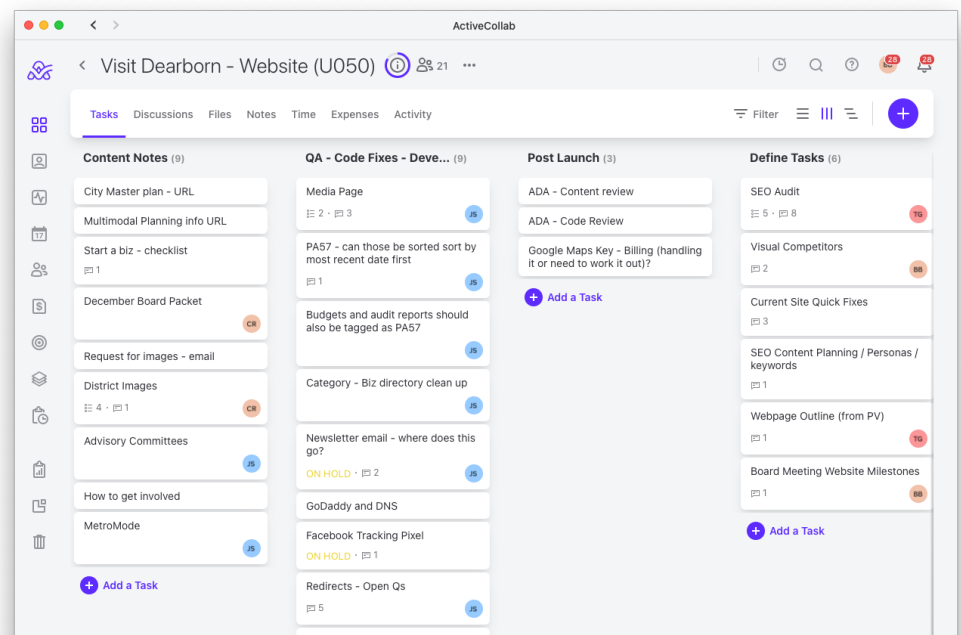 ActiveCollab
Visit Dearborn - Website (U050)
21
28
28
Tasks Discussions Files Notes Time Expenses Activity
Filter
17
Content Notes (9)
City Master plan - URL
Multimodal Planning info URL
Start a biz - checklist
1
December Board Packet
CR
Request for images - email
District Images
4 · 1
CR
Advisory Committees
JS
How to get involved
MetroMode
JS
Add a Task
QA - Code Fixes - Deve... (9)
Media Page
2 · 3
JS
PA57 - can those be sorted sort by
most recent date first
1
JS
Budgets and audit reports should
also be tagged as PA57
JS
Category - Biz directory clean up
JS
Newsletter email - where does this
go?
ON HOLD · 2
JS
GoDaddy and DNS
Facebook Tracking Pixel
ON HOLD · 1
Redirects - Open Qs
5
JS
Post Launch (3)
ADA - Content review
ADA - Code Review
Google Maps Key - Billing (handling
it or need to work it out)?
Add a Task
Define Tasks (6)
SEO Audit
5 · 8
TG
Visual Competitors
2
BB
Current Site Quick Fixes
3
SEO Content Planning / Personas /
keywords
1
Webpage Outline (from PV)
1
TG
Board Meeting Website Milestones
1
BB
Add a Task